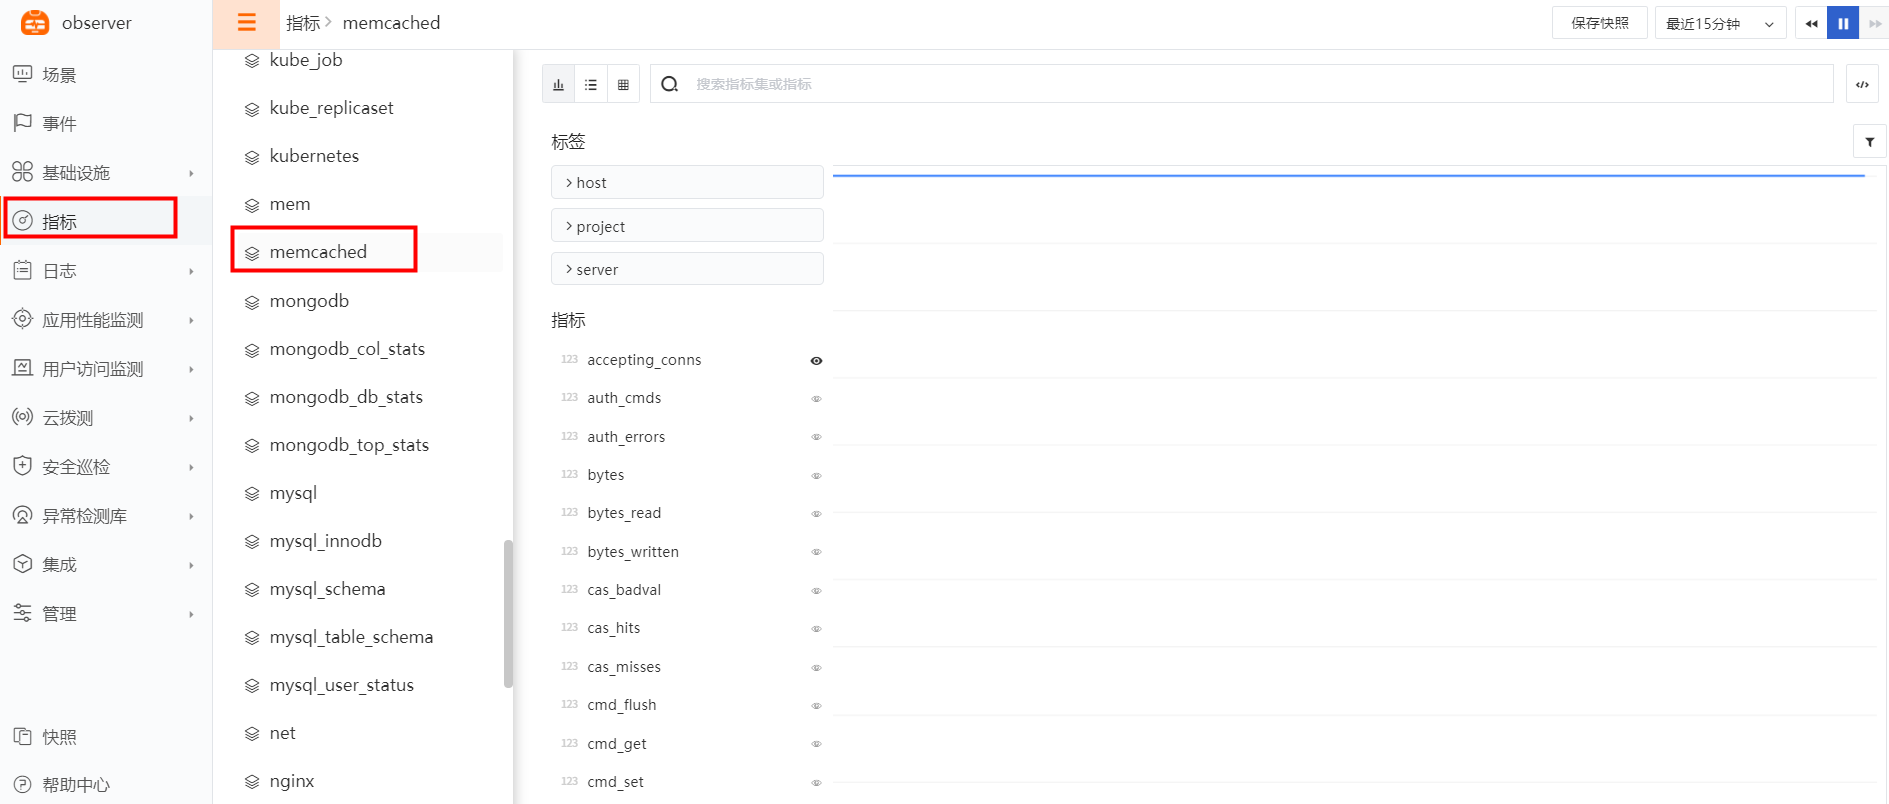 observer
场景
事件
基础设施
指标
日志
应用性能监测
用户访问监测
云拨测
安全巡检
异常检测库
集成
管理
快照
帮助中心
指标 > memcached
保存快照
最近15分钟
kube_job
kube_replicaset
kubernetes
mem
memcached
mongodb
mongodb_col_stats
mongodb_db_stats
mongodb_top_stats
mysql
mysql_innodb
mysql_schema
mysql_table_schema
mysql_user_status
net
nginx
搜索指标集或指标
标签
host
project
server
指标
123 accepting_conns
123 auth_cmds
123 auth_errors
123 bytes
123 bytes_read
123 bytes_written
123 cas_badval
123 cas_hits
123 cas_misses
123 cmd_flush
123 cmd_get
123 cmd_set